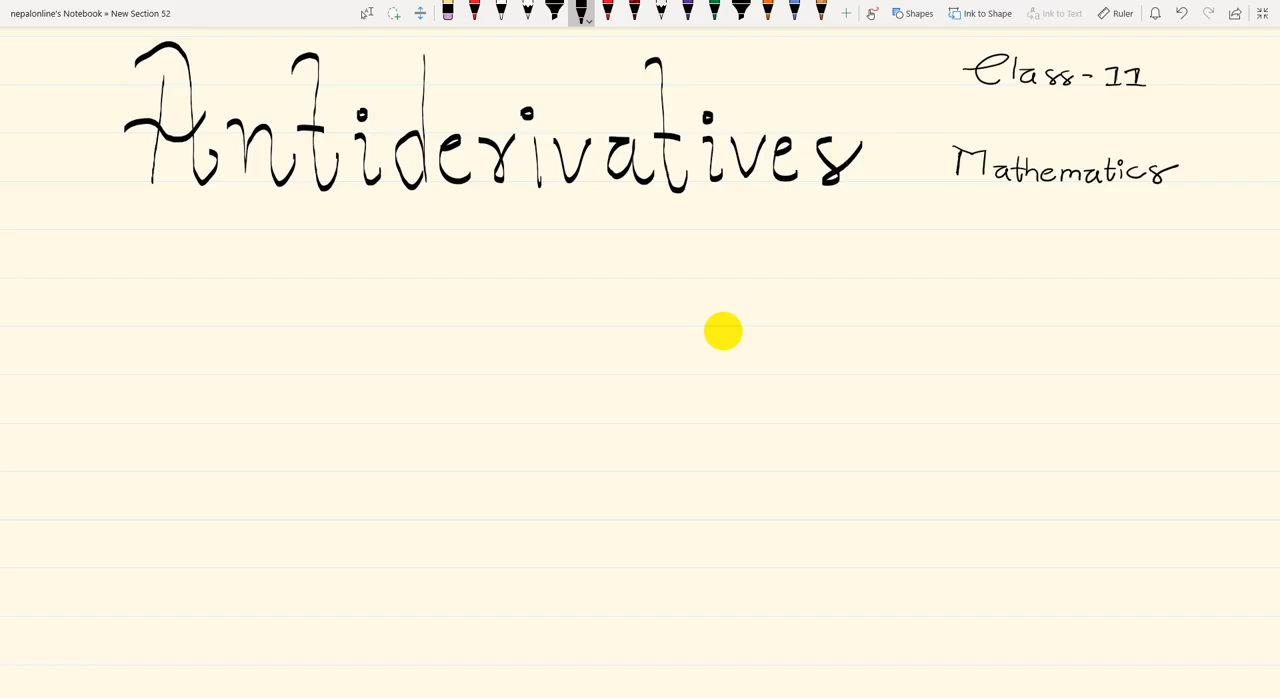 nepalonline's Notebook » New Section 52
Shapes
Ink to Shape
Ink to Text
Ruler
Antiderivatives
Class-11
Mathematics